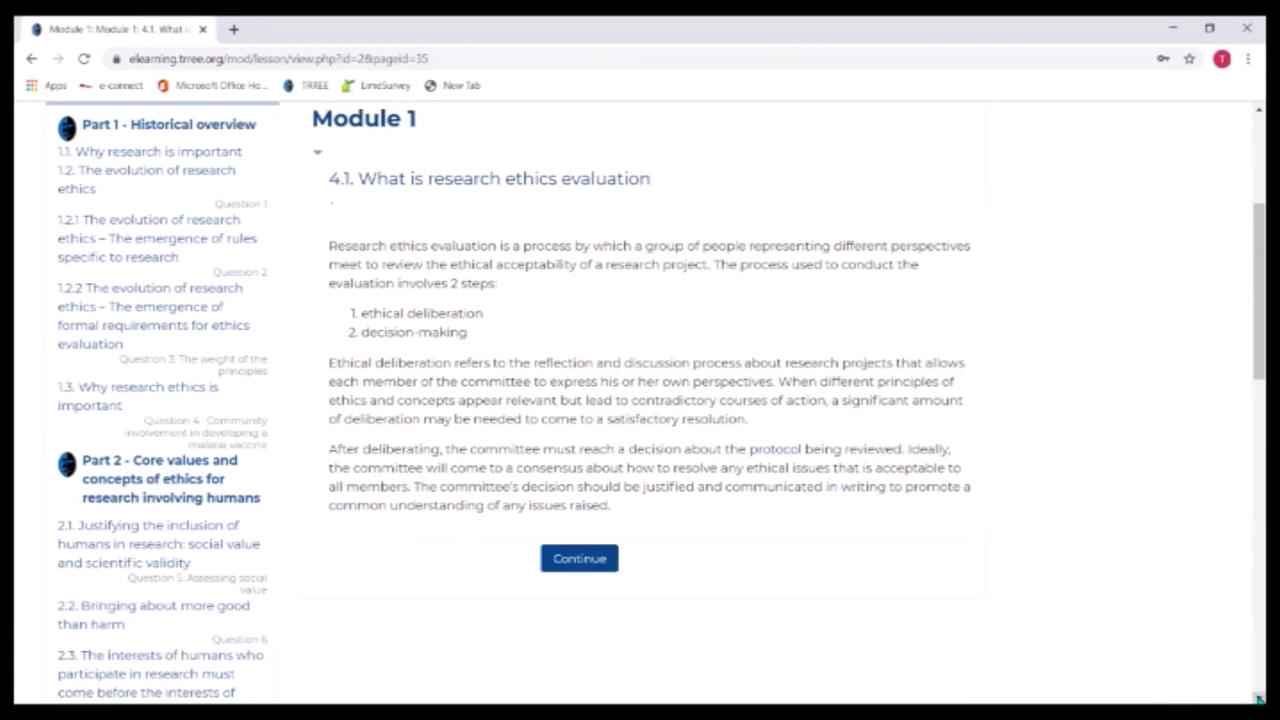 Module 1: Module 1: 4.1. What i
elearning.trree.org/mod/lesson/view.php?id=2&pageid=35
T
Apps
e-connect
Microsoft Office Ho...
TRREE
LimeSurvey
New Tab
Part 1 - Historical overview
1.1. Why research is important
1.2. The evolution of research
ethics
Question 1
1.2.1 The evolution of research
ethics – The emergence of rules
specific to research
Question 2
1.2.2 The evolution of research
ethics – The emergence of
formal requirements for ethics
evaluation
Question 3: The weight of the
principles
1.3. Why research ethics is
important
Question 4 : Community
involvement in developing a
malaria vaccine
Part 2 - Core values and
concepts of ethics for
research involving humans
2.1. Justifying the inclusion of
humans in research: social value
and scientific validity
Question 5: Assessing social
value
2.2. Bringing about more good
than harm
Question 6
2.3. The interests of humans who
participate in research must
come before the interests of
Module 1
4.1. What is research ethics evaluation
.
Research ethics evaluation is a process by which a group of people representing different perspectives
meet to review the ethical acceptability of a research project. The process used to conduct the
evaluation involves 2 steps:
1. ethical deliberation
2. decision-making
Ethical deliberation refers to the reflection and discussion process about research projects that allows
each member of the committee to express his or her own perspectives. When different principles of
ethics and concepts appear relevant but lead to contradictory courses of action, a significant amount
of deliberation may be needed to come to a satisfactory resolution.
After deliberating, the committee must reach a decision about the protocol being reviewed. Ideally,
the committee will come to a consensus about how to resolve any ethical issues that is acceptable to
all members. The committee's decision should be justified and communicated in writing to promote a
common understanding of any issues raised.
Continue